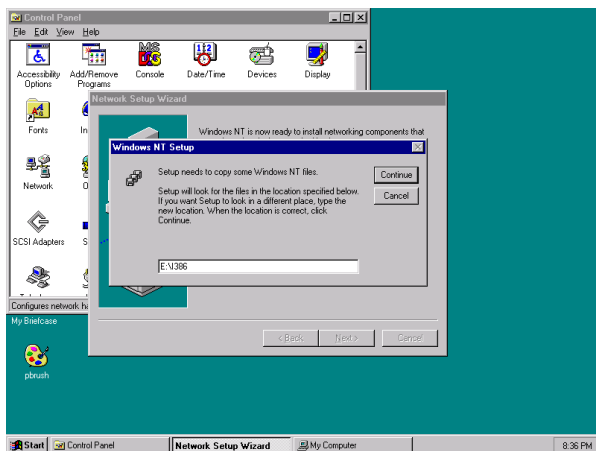 Control Panel
File Edit View Help
Accessibility Options
Add/Remove Programs
Console
Date/Time
Devices
Display
Fonts
In
Network
SCSI Adapters
S
Configures network ha
Network Setup Wizard
Windows NT is now ready to install networking components that
Windows NT Setup
Setup needs to copy some Windows NT files.
Setup will look for the files in the location specified below.
If you want Setup to look in a different place, type the
new location. When the location is correct, click
Continue.
Continue
Cancel
E:\I386
< Back
Next >
Cancel
My Briefcase
pbrush
Start
Control Panel
Network Setup Wizard
My Computer
8:36 PM